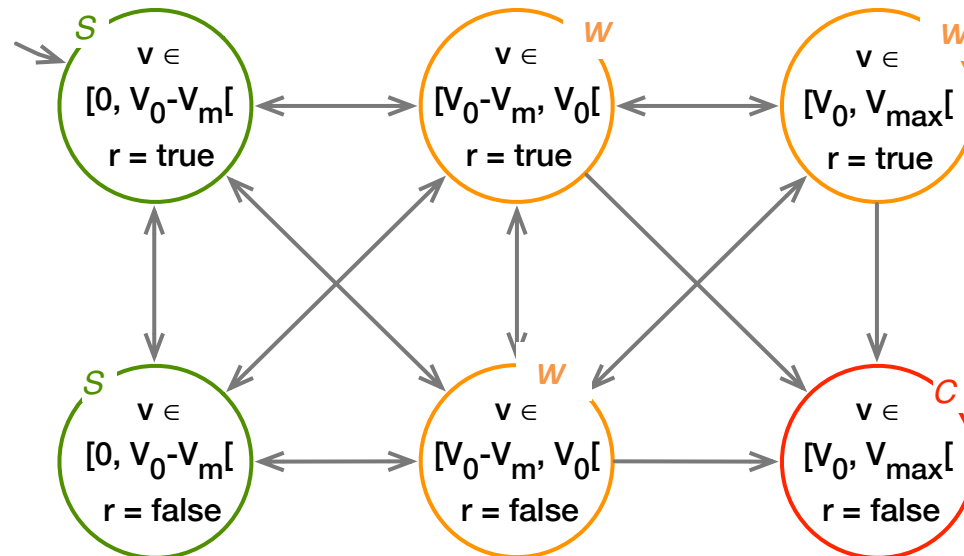 S
v ∈
[0, V₀-Vₘ[
r = true
w
v ∈
[V₀-Vₘ, V₀[
r = true
w
v ∈
[V₀, Vₘₐₓ[
r = true
S
v ∈
[0, V₀-Vₘ[
r = false
w
v ∈
[V₀-Vₘ, V₀[
r = false
C
v ∈
[V₀, Vₘₐₓ[
r = false